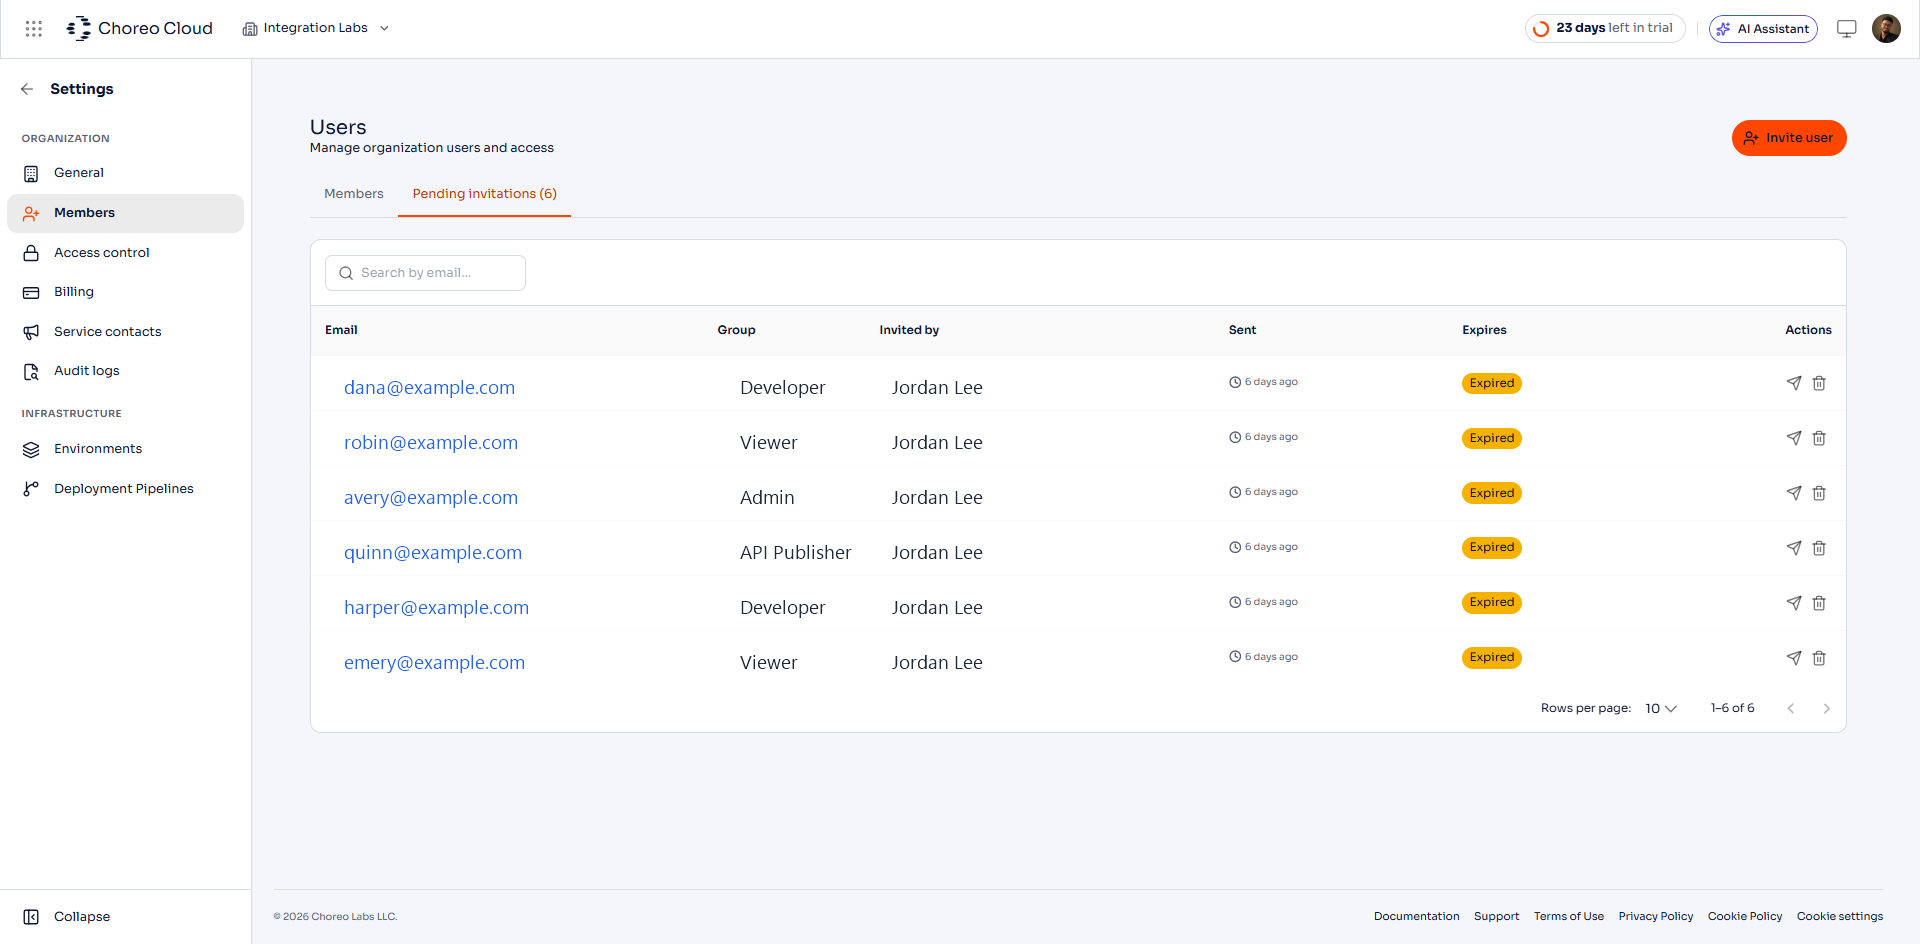 Choreo Cloud
Integration Labs
23 days left in trial
AI Assistant
Settings
ORGANIZATION
General
Members
Access control
Billing
Service contacts
Audit logs
INFRASTRUCTURE
Environments
Deployment Pipelines
Collapse
Users
Manage organization users and access
Invite user
Members
Pending invitations (6)
Search by email...
Email Group Invited by Sent Expires Actions
dana@example.com Developer Jordan Lee 6 days ago Expired
robin@example.com Viewer Jordan Lee 6 days ago Expired
avery@example.com Admin Jordan Lee 6 days ago Expired
quinn@example.com API Publisher Jordan Lee 6 days ago Expired
harper@example.com Developer Jordan Lee 6 days ago Expired
emery@example.com Viewer Jordan Lee 6 days ago Expired
Rows per page: 10 1-6 of 6
© 2026 Choreo Labs LLC.
Documentation Support Terms of Use Privacy Policy Cookie Policy Cookie settings